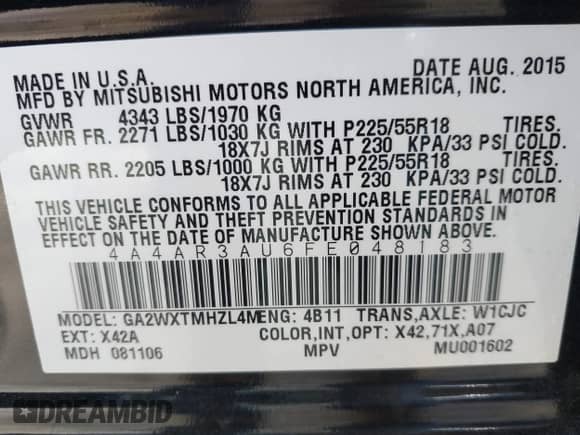 MADE IN U.S.A. DATE AUG. 2015
MFD BY MITSUBISHI MOTORS NORTH AMERICA, INC.
GVWR 4343 LBS/1970 KG
GAWR FR. 2271 LBS/1030 KG WITH P225/55R18 TIRES.
18X7J RIMS AT 230 KPA/33 PSI COLD.
GAWR RR. 2205 LBS/1000 KG WITH P225/55R18 TIRES.
18X7J RIMS AT 230 KPA/33 PSI COLD.
THIS VEHICLE CONFORMS TO ALL APPLICABLE FEDERAL MOTOR
VEHICLE SAFETY AND THEFT PREVENTION STANDARDS IN
EFFECT ON THE DATE OF MANUFACTURE SHOWN ABOVE.
4A4AR3AU6FE048183
MODEL: GA2WXTMHZL4M ENG: 4B11 TRANS,AXLE: W1CJC
EXT: X42A COLOR,INT,OPT: X42,71X,A07
MDH 081106 MPV MU001602
DREAMBID